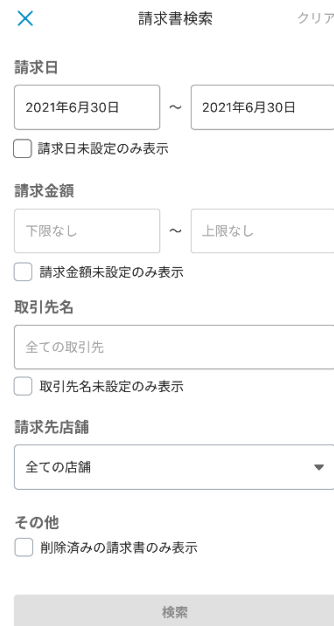 請求書検索 クリア
請求日
2021年6月30日 ～ 2021年6月30日
請求日未設定のみ表示
請求金額
下限なし ～ 上限なし
請求金額未設定のみ表示
取引先名
全ての取引先
取引先名未設定のみ表示
請求先店舗
全ての店舗
その他
削除済みの請求書のみ表示
検索